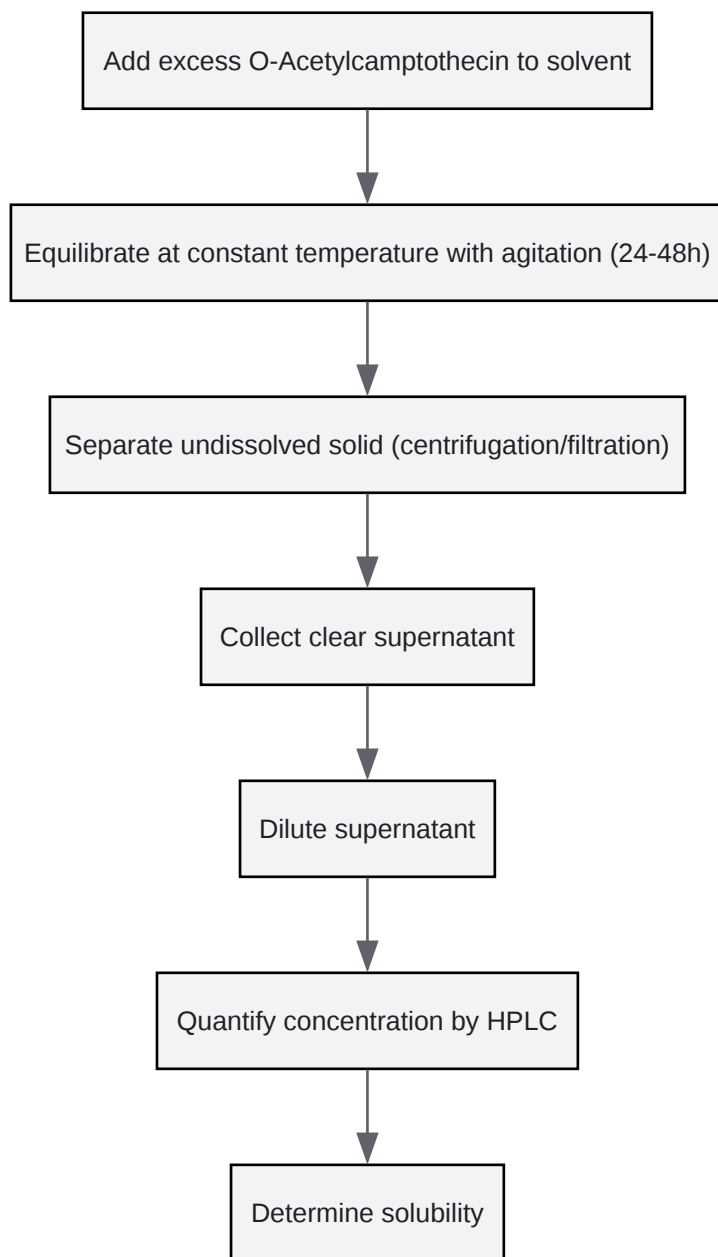 Add excess O-Acetylcamptothecin to solvent
Equilibrate at constant temperature with agitation (24-48h)
Separate undissolved solid (centrifugation/filtration)
Collect clear supernatant
Dilute supernatant
Quantify concentration by HPLC
Determine solubility